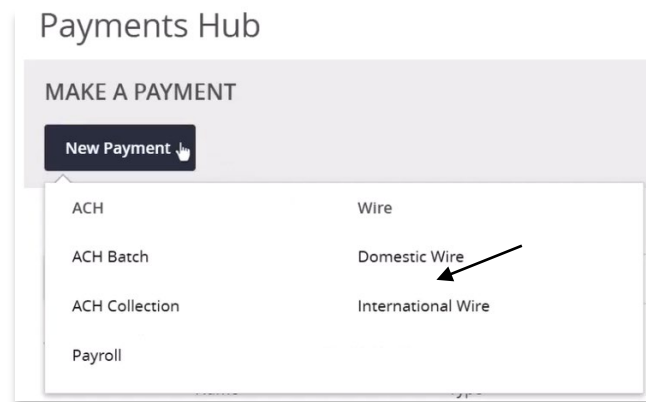 Payments Hub
MAKE A PAYMENT
New Payment
ACH
Wire
ACH Batch
Domestic Wire
ACH Collection
International Wire
Payroll